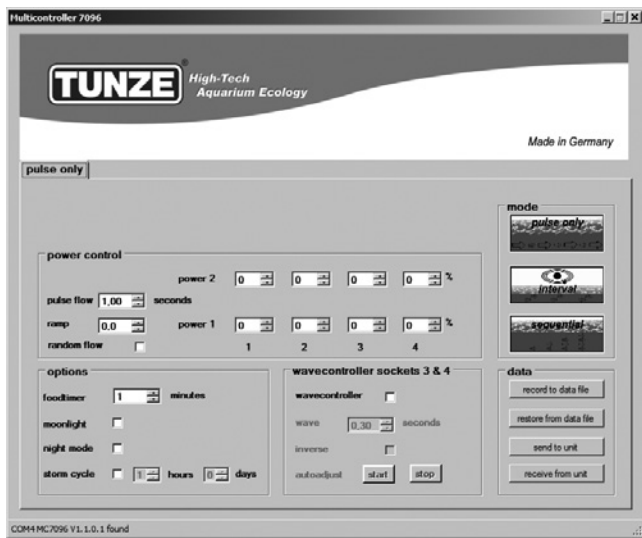 Multicontroller 7096
TUNZE®
High-Tech
Aquarium Ecology
Made in Germany
pulse only
mode
pulse only
interval
sequential
power control
power 2 0 0 0 0 %
pulse flow 1,00 seconds
ramp 0,0 power 1 0 0 0 0 %
random flow 1 2 3 4
options
foodtimer 1 minutes
moonlight
night mode
storm cycle 1 hours 0 days
wavecontroller sockets 3 & 4
wavecontroller
wave 0,30 seconds
inverse
autoadjust start stop
data
record to data file
restore from data file
send to unit
receive from unit
COM4 MC7096 V1.1.0.1 found